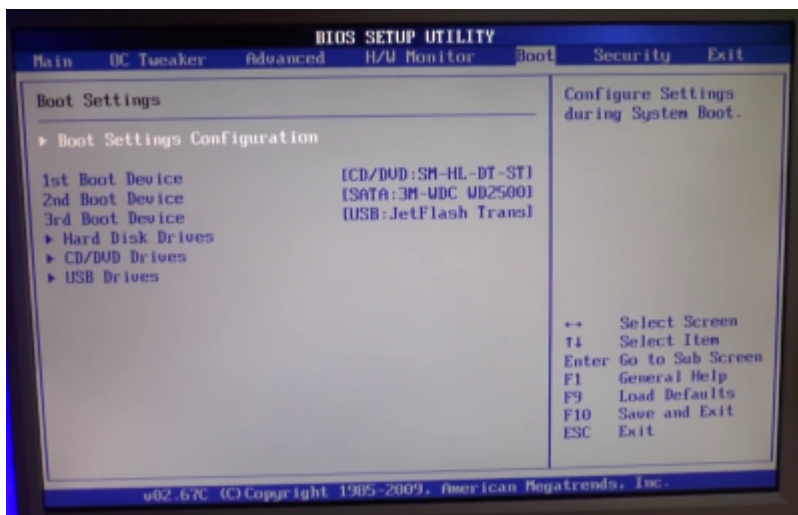 BIOS SETUP UTILITY
Main OC Tweaker Advanced H/W Monitor Boot Security Exit
Boot Settings
Configure Settings
during System Boot.
▸ Boot Settings Configuration
1st Boot Device [CD/DVD:SM-HL-DT-ST]
2nd Boot Device [SATA:3M-WDC WD2500]
3rd Boot Device [USB:JetFlash Trans]
▸ Hard Disk Drives
▸ CD/DVD Drives
▸ USB Drives
←→ Select Screen
↑↓ Select Item
Enter Go to Sub Screen
F1 General Help
F9 Load Defaults
F10 Save and Exit
ESC Exit
v02.67C (C)Copyright 1985-2009, American Megatrends, Inc.